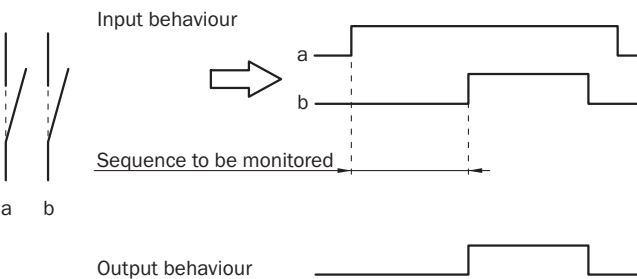 Input behaviour
a
b
Sequence to be monitored
a b
Output behaviour